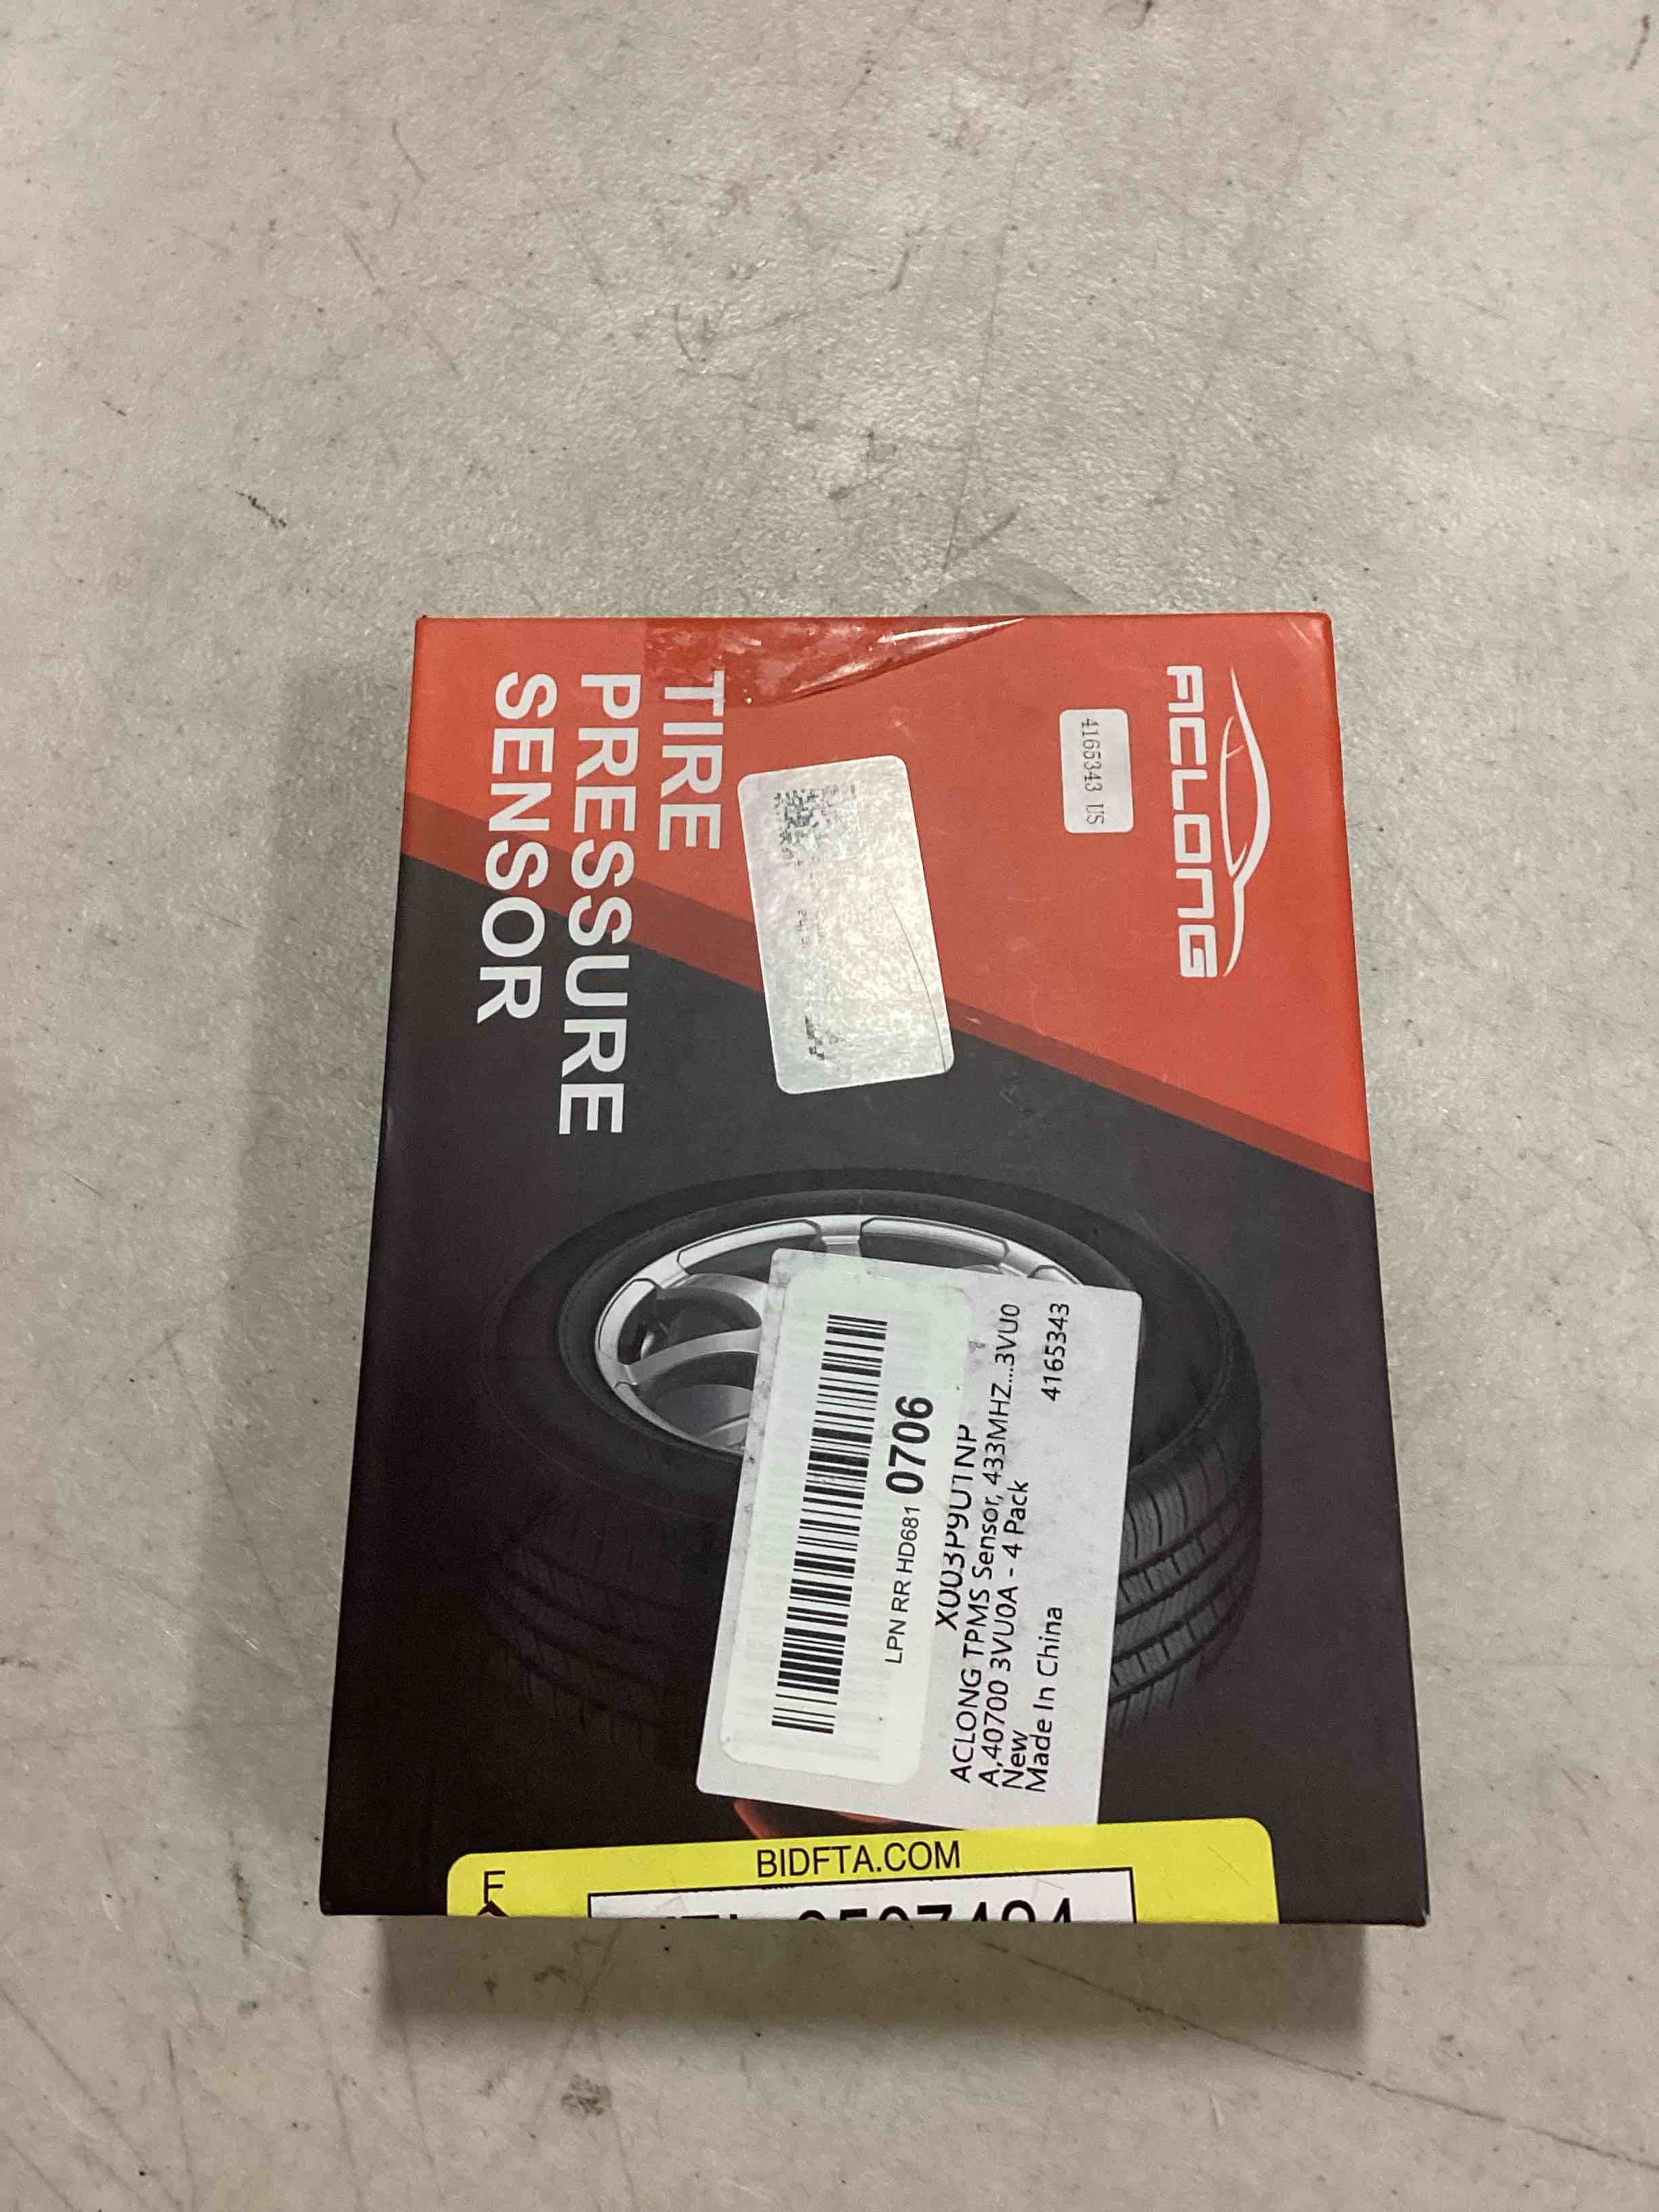 ACLONG
4165343 US
TIRE
PRESSURE
SENSOR
LPN RR HD681 0706
X003P9U1NP
ACLONG TPMS Sensor, 433MHZ...3VU0
A,40700 3VU0A - 4 Pack
New
Made In China
4165343
BIDFTA.COM
F